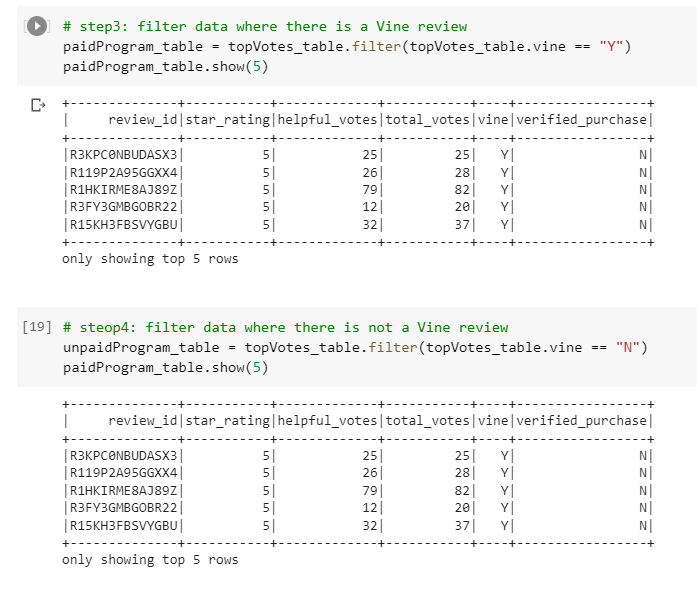 # step3: filter data where there is a Vine review
paidProgram_table = topVotes_table.filter(topVotes_table.vine == "Y")
paidProgram_table.show(5)
+--------------+-----------+-------------+-----------+----+-----------------+
|     review_id|star_rating|helpful_votes|total_votes|vine|verified_purchase|
+--------------+-----------+-------------+-----------+----+-----------------+
|R3KPC0NBUDASX3|          5|           25|         25|   Y|                N|
|R119P2A95GGXX4|          5|           26|         28|   Y|                N|
|R1HKIRME8AJ89Z|          5|           79|         82|   Y|                N|
|R3FY3GMBGOBR22|          5|           12|         20|   Y|                N|
|R15KH3FBSVYGBU|          5|           32|         37|   Y|                N|
+--------------+-----------+-------------+-----------+----+-----------------+
only showing top 5 rows
[19] # steop4: filter data where there is not a Vine review
unpaidProgram_table = topVotes_table.filter(topVotes_table.vine == "N")
paidProgram_table.show(5)
+--------------+-----------+-------------+-----------+----+-----------------+
|     review_id|star_rating|helpful_votes|total_votes|vine|verified_purchase|
+--------------+-----------+-------------+-----------+----+-----------------+
|R3KPC0NBUDASX3|          5|           25|         25|   Y|                N|
|R119P2A95GGXX4|          5|           26|         28|   Y|                N|
|R1HKIRME8AJ89Z|          5|           79|         82|   Y|                N|
|R3FY3GMBGOBR22|          5|           12|         20|   Y|                N|
|R15KH3FBSVYGBU|          5|           32|         37|   Y|                N|
+--------------+-----------+-------------+-----------+----+-----------------+
only showing top 5 rows